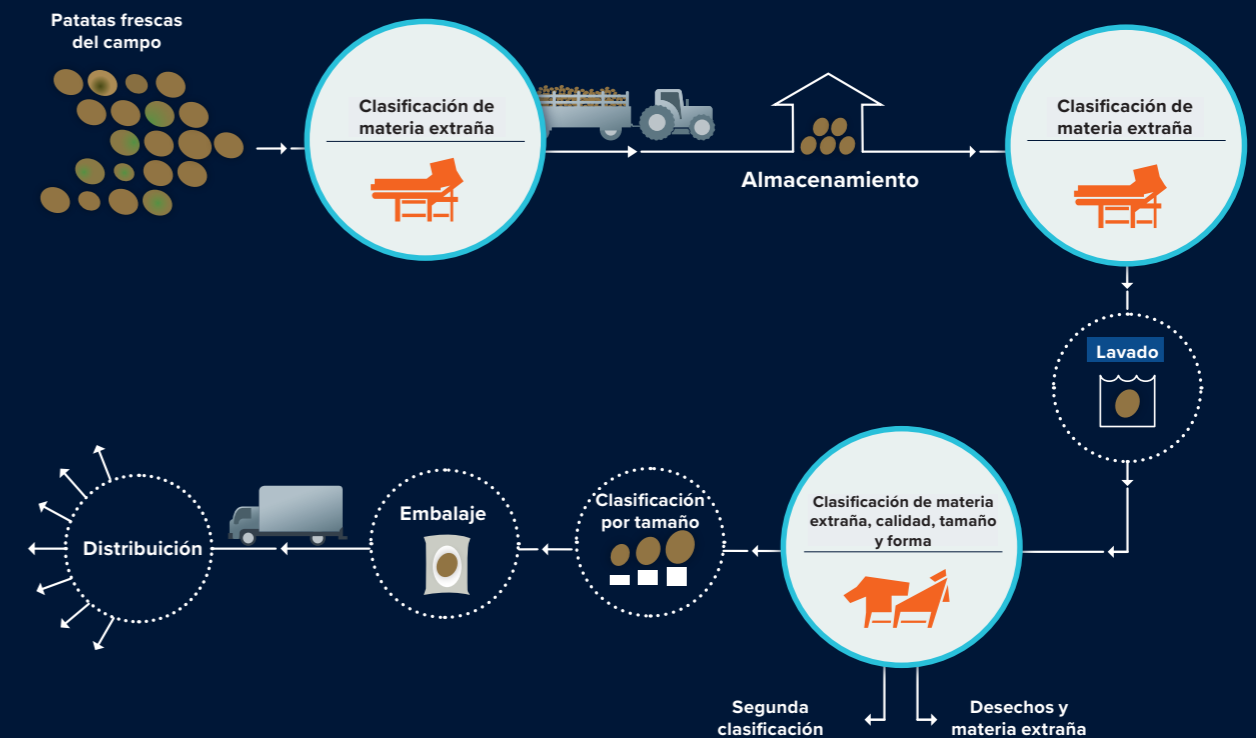 Patatas frescas
del campo
Clasificación de
materia extraña
Almacenamiento
Clasificación de
materia extraña
Lavado
Clasificación de materia
extraña, calidad, tamaño
y forma
Clasificación
por tamaño
Embalaje
Distribuición
Segunda
clasificación
Desechos y
materia extraña